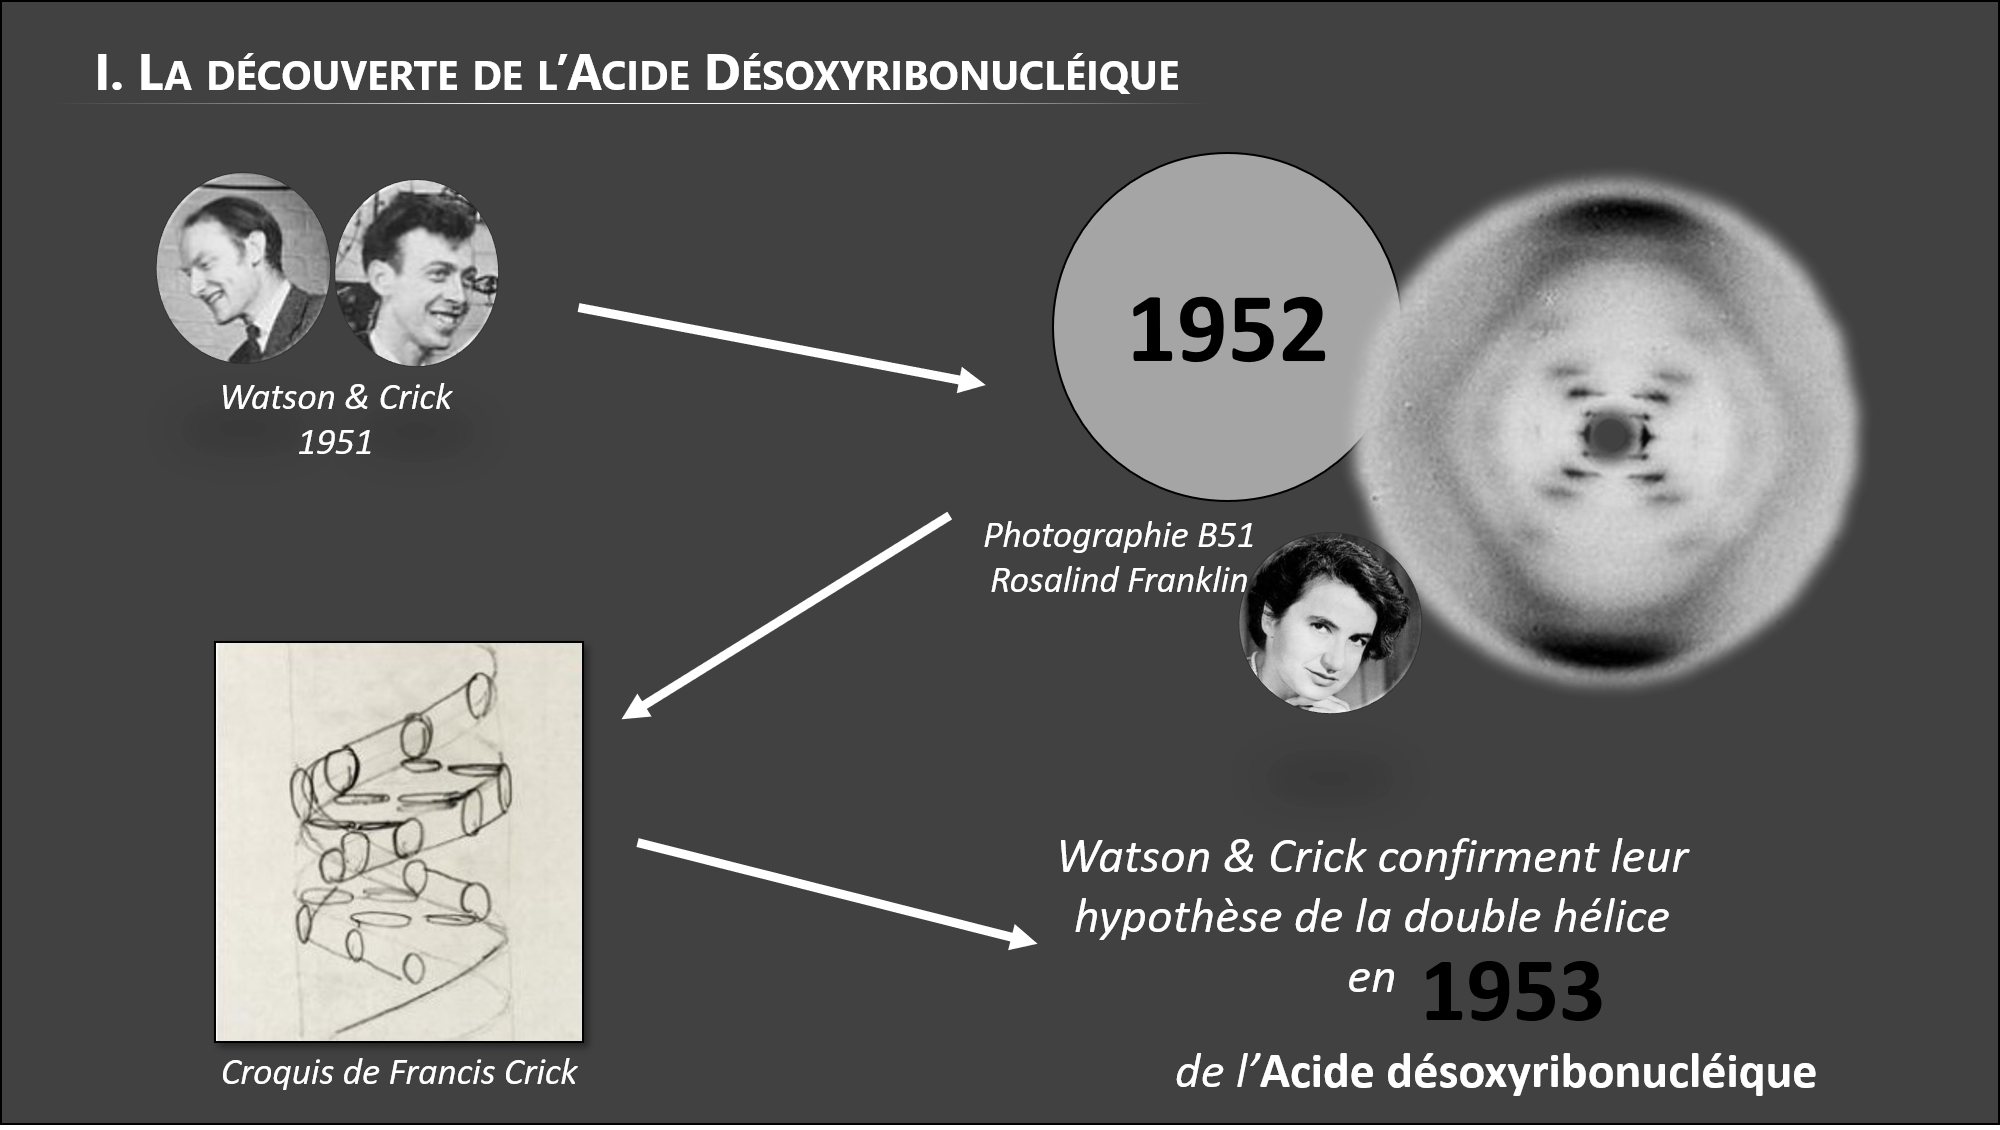 I. La découverte de l’Acide Désoxyribonucléique
Watson & Crick
1951
1952
Photographie B51
Rosalind Franklin
Croquis de Francis Crick
Watson & Crick confirment leur
hypothèse de la double hélice
en 1953
de l’Acide désoxyribonucléique